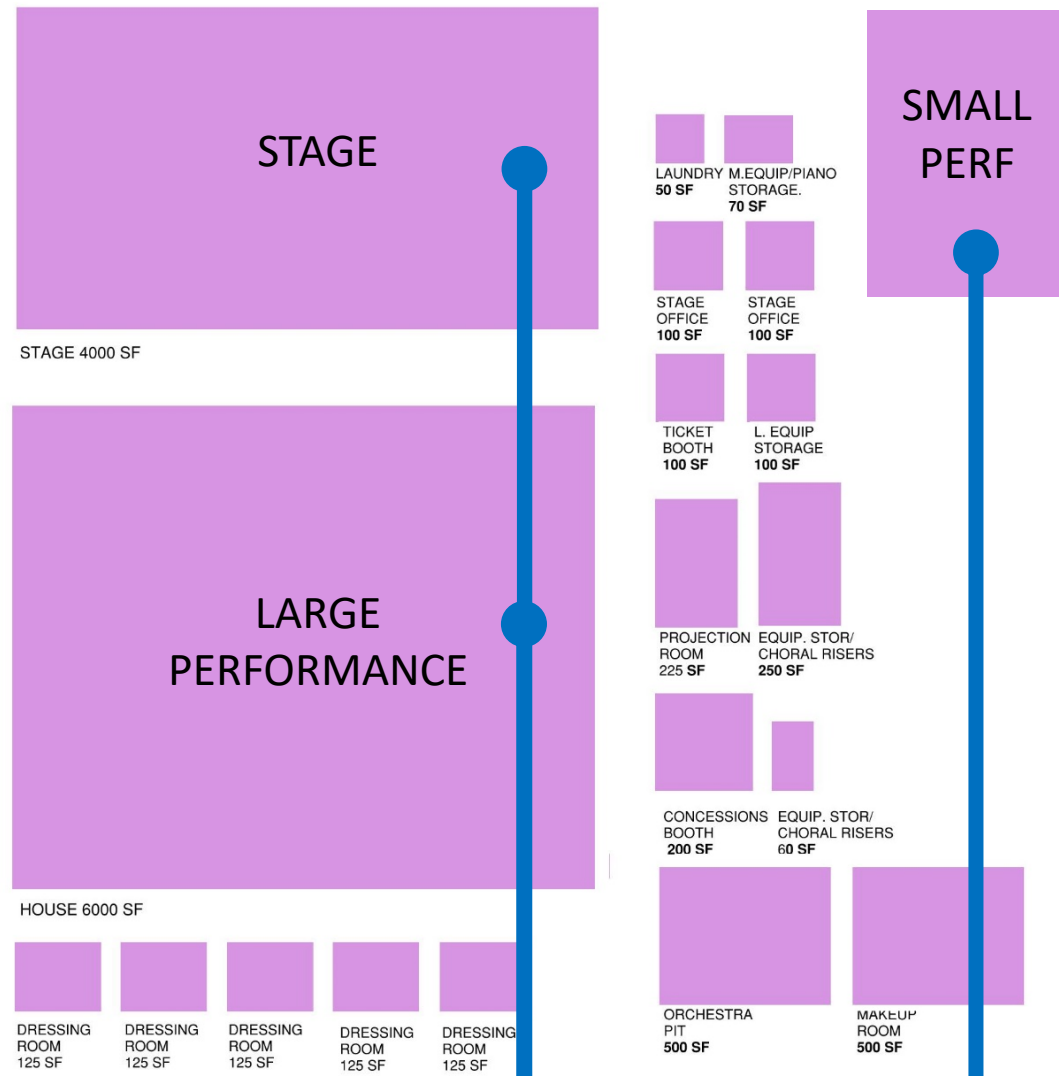 STAGE
STAGE 4000 SF
LARGE
PERFORMANCE
HOUSE 6000 SF
DRESSING
ROOM
125 SF
DRESSING
ROOM
125 SF
DRESSING
ROOM
125 SF
DRESSING
ROOM
125 SF
DRESSING
ROOM
125 SF
LAUNDRY
50 SF
M.EQUIP/PIANO
STORAGE.
70 SF
STAGE
OFFICE
100 SF
STAGE
OFFICE
100 SF
TICKET
BOOTH
100 SF
L. EQUIP
STORAGE
100 SF
PROJECTION
ROOM
225 SF
EQUIP. STOR/
CHORAL RISERS
250 SF
CONCESSIONS
BOOTH
200 SF
EQUIP. STOR/
CHORAL RISERS
60 SF
ORCHESTRA
PIT
500 SF
MAKEUP
ROOM
500 SF
SMALL
PERF